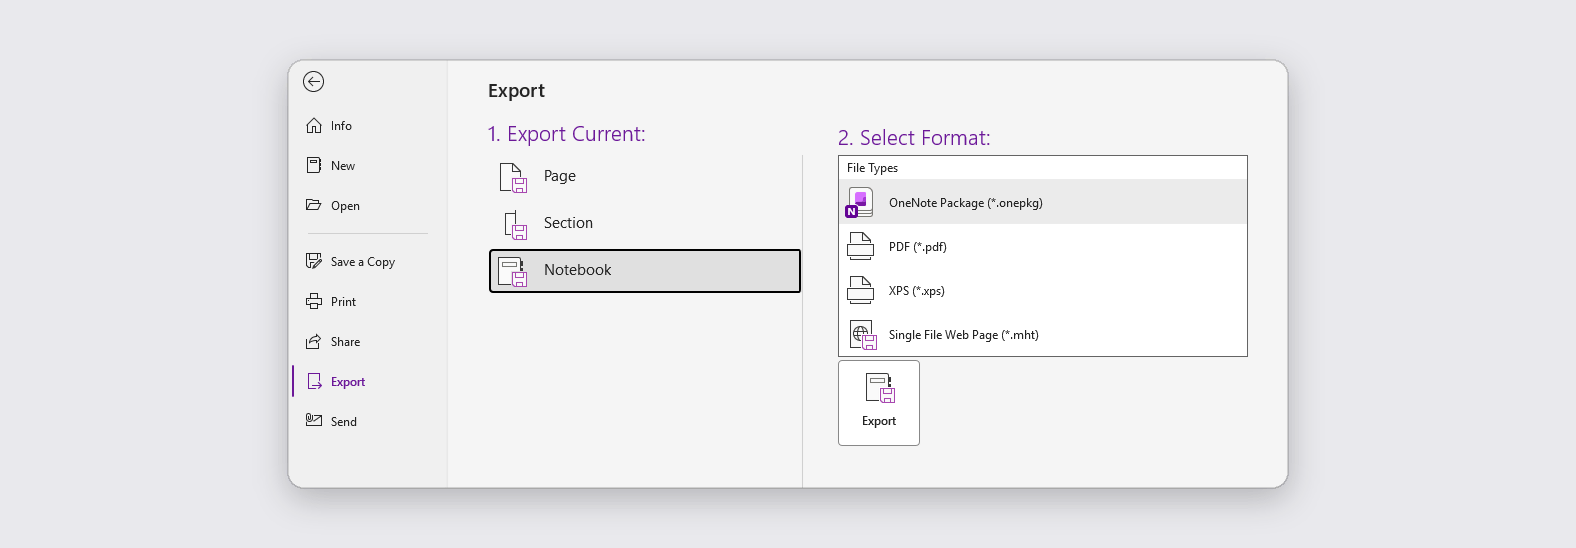 Info
New
Open
Save a Copy
Print
Share
Export
Send
Export
1. Export Current:
Page
Section
Notebook
2. Select Format:
File Types
N
OneNote Package (*.onepkg)
PDF (*.pdf)
XPS (*.xps)
Single File Web Page (*.mht)
Export